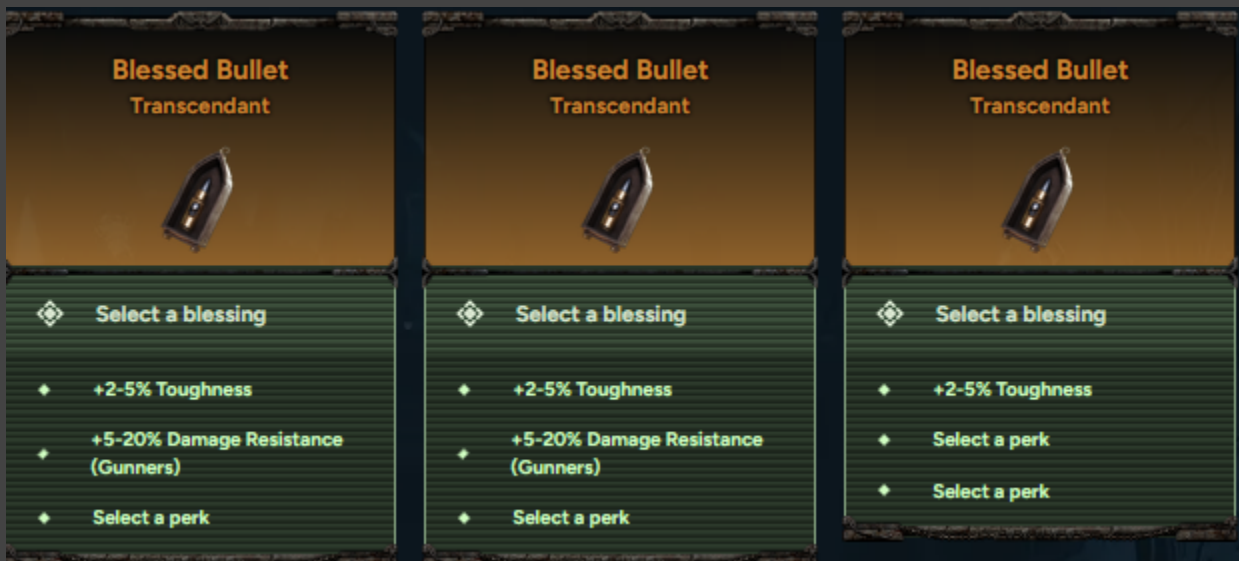 Blessed Bullet
Transcendant
Select a blessing
+2-5% Toughness
+5-20% Damage Resistance
(Gunners)
Select a perk
Blessed Bullet
Transcendant
Select a blessing
+2-5% Toughness
+5-20% Damage Resistance
(Gunners)
Select a perk
Blessed Bullet
Transcendant
Select a blessing
+2-5% Toughness
Select a perk
Select a perk